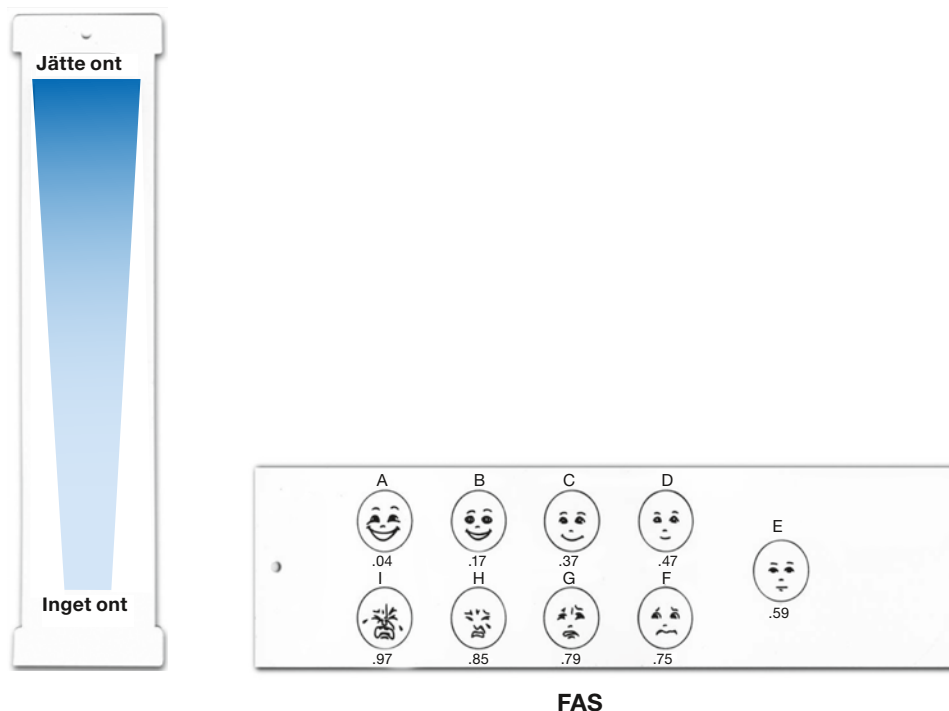 Jätte ont
Inget ont
A B C D
.04 .17 .37 .47
E
.59
I H G F
.97 .85 .79 .75
FAS